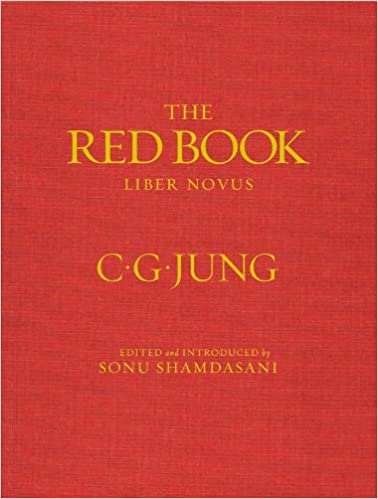 THE
RED BOOK
LIBER NOVUS
C·G·JUNG
EDITED and INTRODUCED by
SONU SHAMDASANI